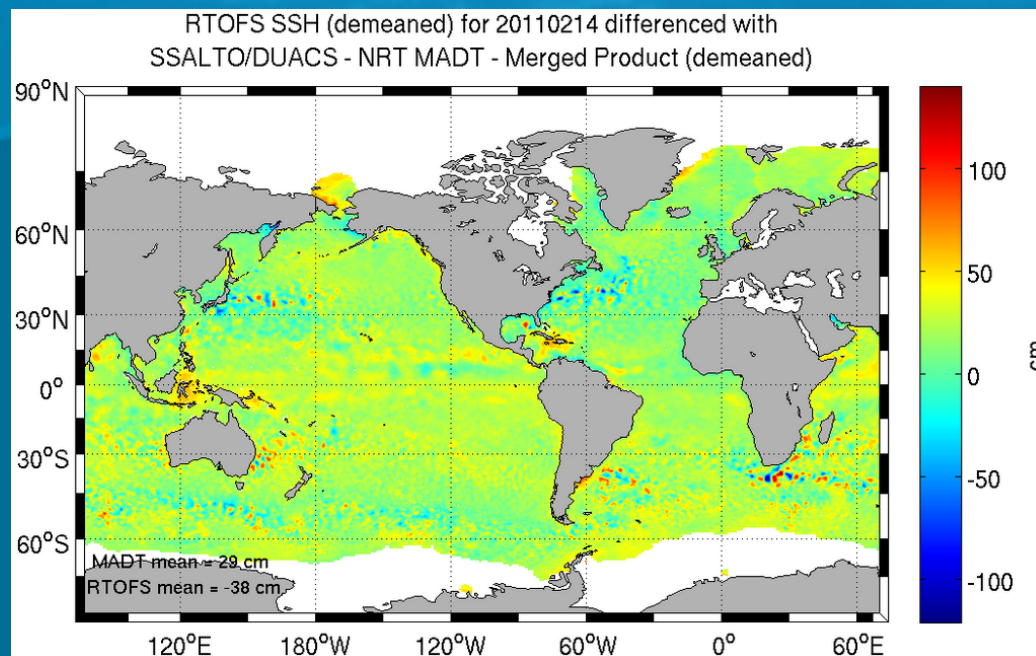 RTOFS SSH (demeaned) for 20110214 differenced with
SSALTO/DUACS - NRT MADT - Merged Product (demeaned)
90°N
60°N
30°N
0°
30°S
60°S
MADT mean = 29 cm
RTOFS mean = -38 cm
120°E
180°W
120°W
60°W
0°
60°E
100
50
0
-50
-100
cm